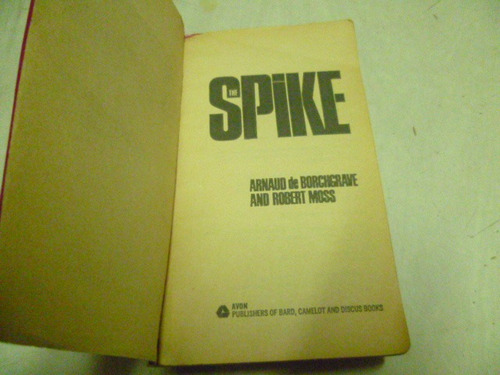 THE
SPIKE
ARNAUD de BORCHGRAVE
AND ROBERT MOSS
AVON
PUBLISHERS OF BARD, CAMELOT AND DISCUS BOOKS